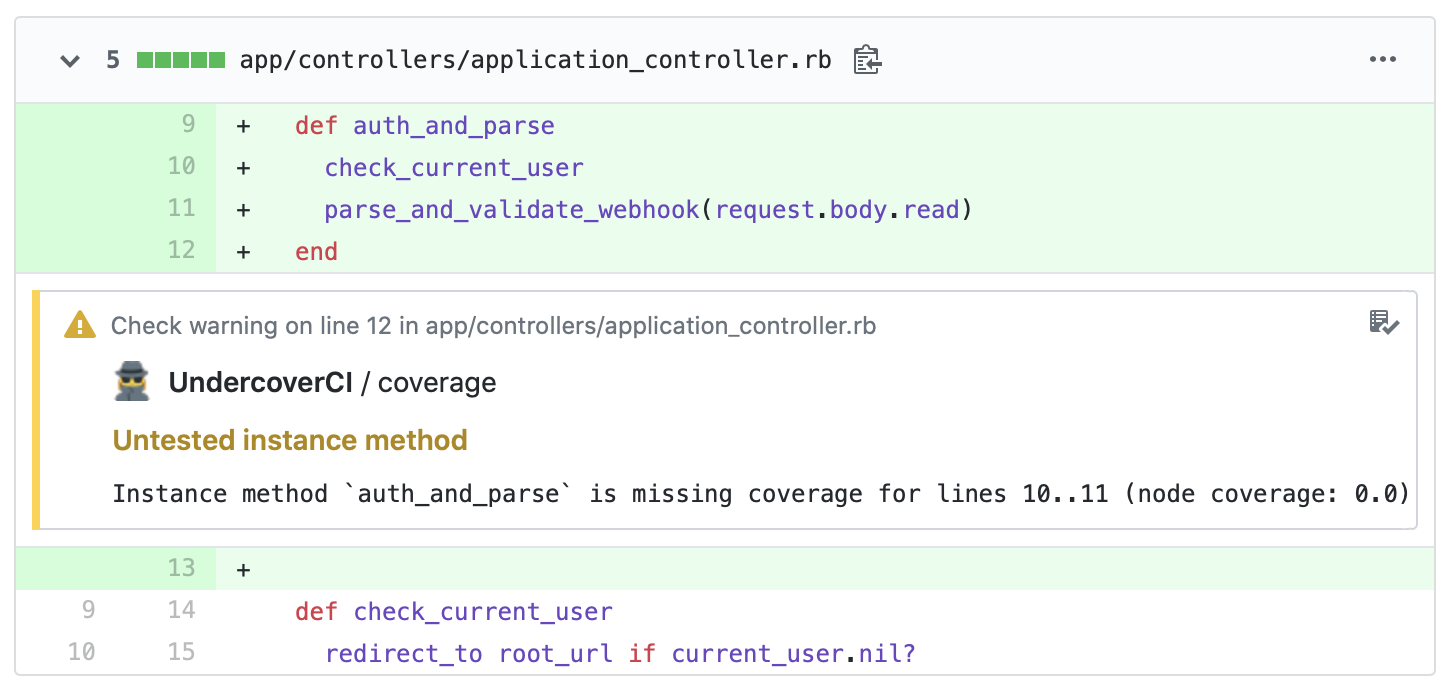 5 app/controllers/application_controller.rb ...
9 + def auth_and_parse
10 + check_current_user
11 + parse_and_validate_webhook(request.body.read)
12 + end
Check warning on line 12 in app/controllers/application_controller.rb
UndercoverCI / coverage
Untested instance method
Instance method `auth_and_parse` is missing coverage for lines 10..11 (node coverage: 0.0)
13 +
9 14 def check_current_user
10 15 redirect_to root_url if current_user.nil?